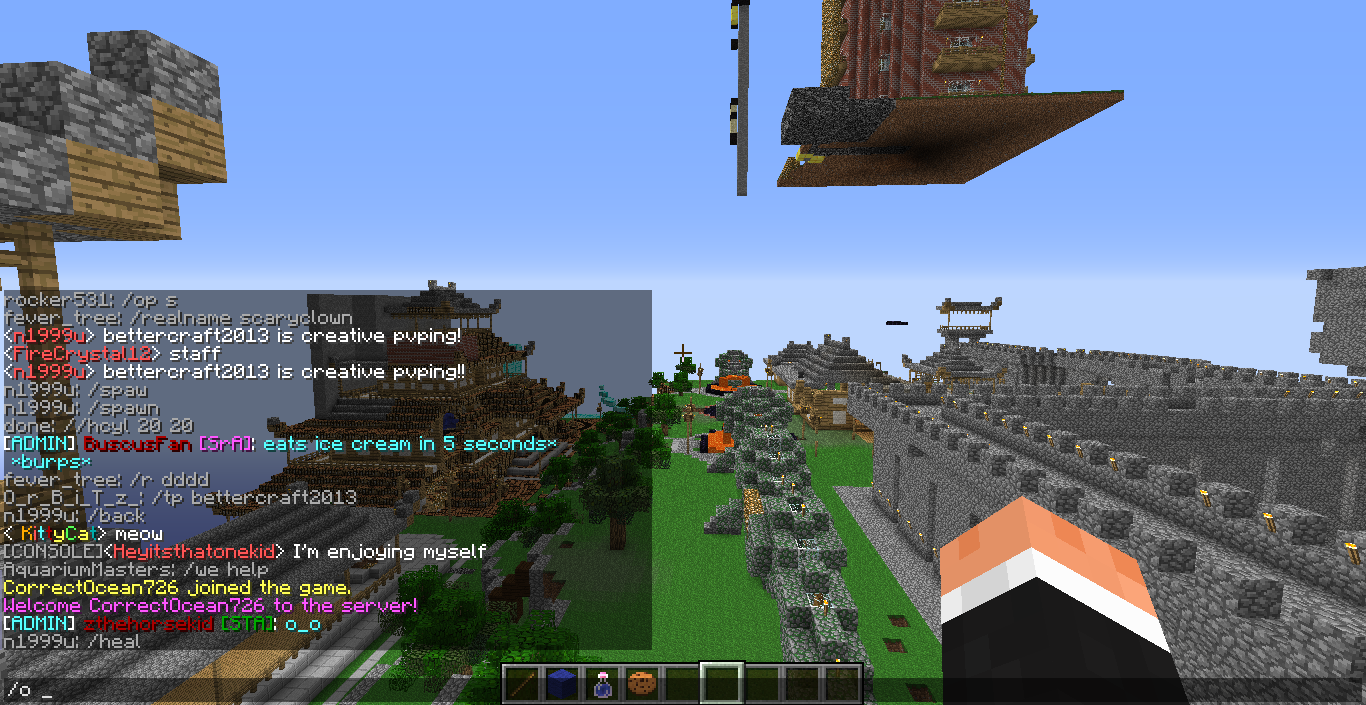 rocker531: /op s
fever_tree: /realname scaryclown
<n1999u> bettercraft2013 is creative pvping!
<FireCrystal12> staff
<n1999u> bettercraft2013 is creative pvping!!
n1999u: /spaw
n1999u: /spawn
done: //hcyl 20 20
[ADMIN] BuscusFan [SrA]: eats ice cream in 5 seconds*
*burps*
fever_tree: /r dddd
O_r_B_i_T_z_: /tp bettercraft2013
n1999u: /back
< KittyCat> meow
[CONSOLE]<Heyitsthatonekid> I'm enjoying myself
AquariumMasters: /we help
CorrectOcean726 joined the game.
Welcome CorrectOcean726 to the server!
[ADMIN] zthehorsekid [STA]: o_o
n1999u: /heal
/o _